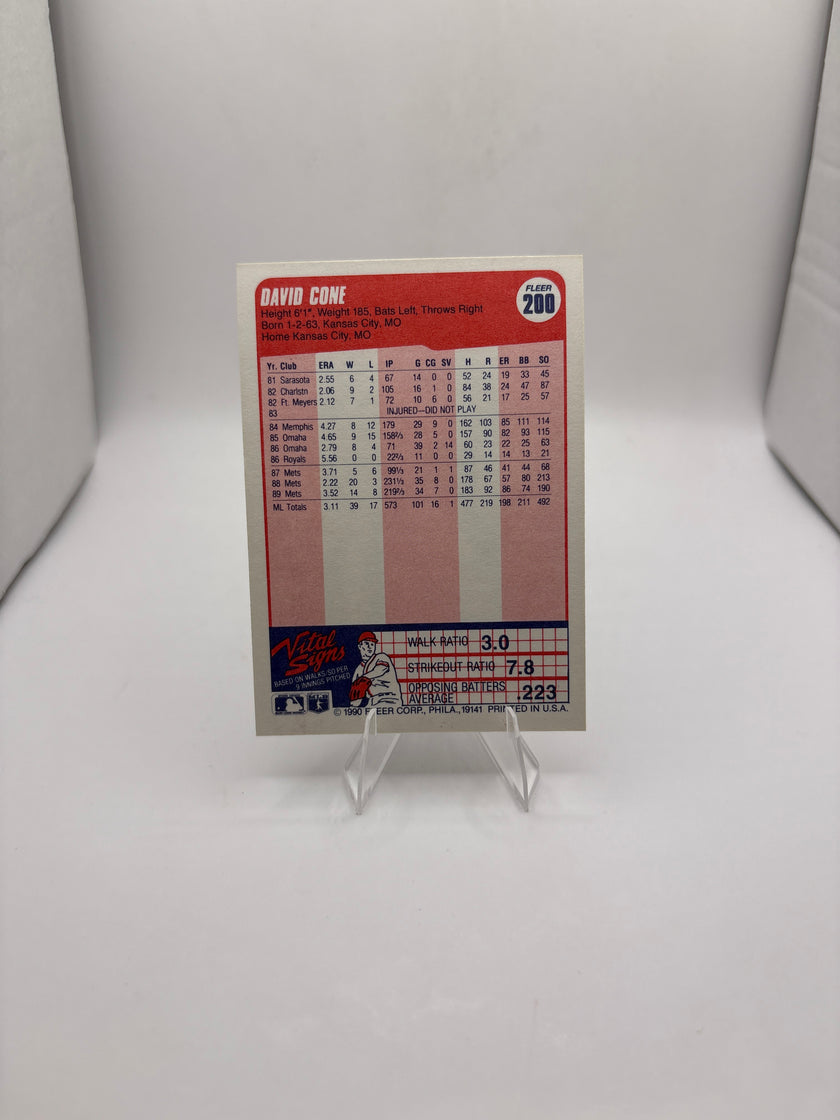 DAVID CONE
FLEER
200
Height 6'1", Weight 185, Bats Left, Throws Right
Born 1-2-63, Kansas City, MO
Home Kansas City, MO
Yr. Club ERA W L IP G CG SV H R ER BB SO
81 Sarasota 2.55 6 4 67 14 0 0 52 24 19 33 45
82 Charlstn 2.06 9 2 105 16 1 0 84 38 24 47 87
82 Ft. Meyers 2.12 7 1 72 10 6 0 56 21 17 25 57
83 INJURED—DID NOT PLAY
84 Memphis 4.27 8 12 179 29 9 0 162 103 85 111 114
85 Omaha 4.65 9 15 158⅔ 28 5 0 157 90 82 93 115
86 Omaha 2.79 8 4 71 39 2 14 60 23 22 25 63
86 Royals 5.56 0 0 22⅔ 11 0 0 29 14 14 13 21
87 Mets 3.71 5 6 99⅓ 21 1 1 87 46 41 44 68
88 Mets 2.22 20 3 231⅓ 35 8 0 178 67 57 80 213
89 Mets 3.52 14 8 219⅔ 34 7 0 183 92 86 74 190
ML Totals 3.11 39 17 573 101 16 1 477 219 198 211 492
Vital Signs
BASED ON WALKS/SO PER
9 INNINGS PITCHED
WALK RATIO 3.0
STRIKEOUT RATIO 7.8
OPPOSING BATTERS AVERAGE .223
© 1990 FLEER CORP., PHILA., 19141 PRINTED IN U.S.A.